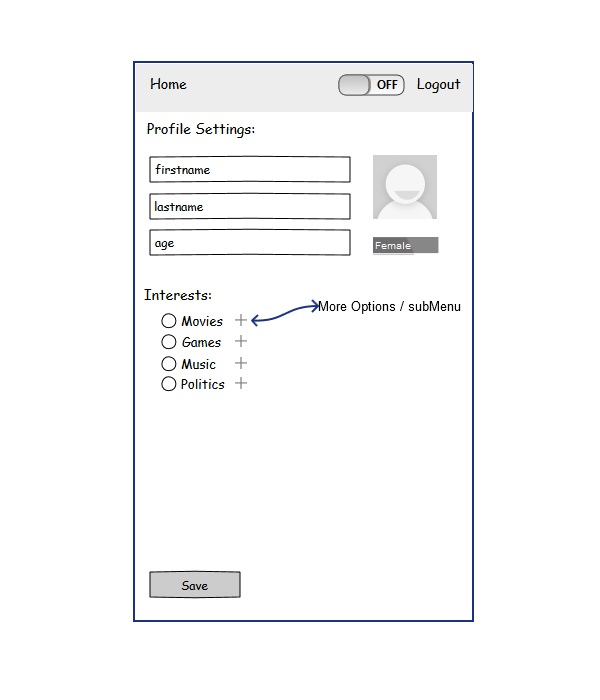 Home OFF Logout
Profile Settings:
firstname
lastname
age
Female
Interests:
More Options / subMenu
Movies
Games
Music
Politics
Save